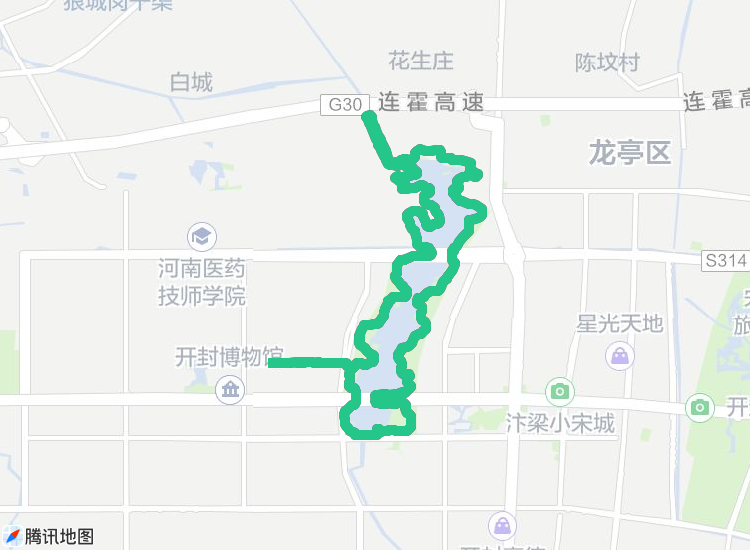 花生庄
陈坟村
白城
G30
连霍高速
连霍高
龙亭区
S314
河南医药
技师学院
星光天地
开封博物馆
汴梁小宋城
腾讯地图